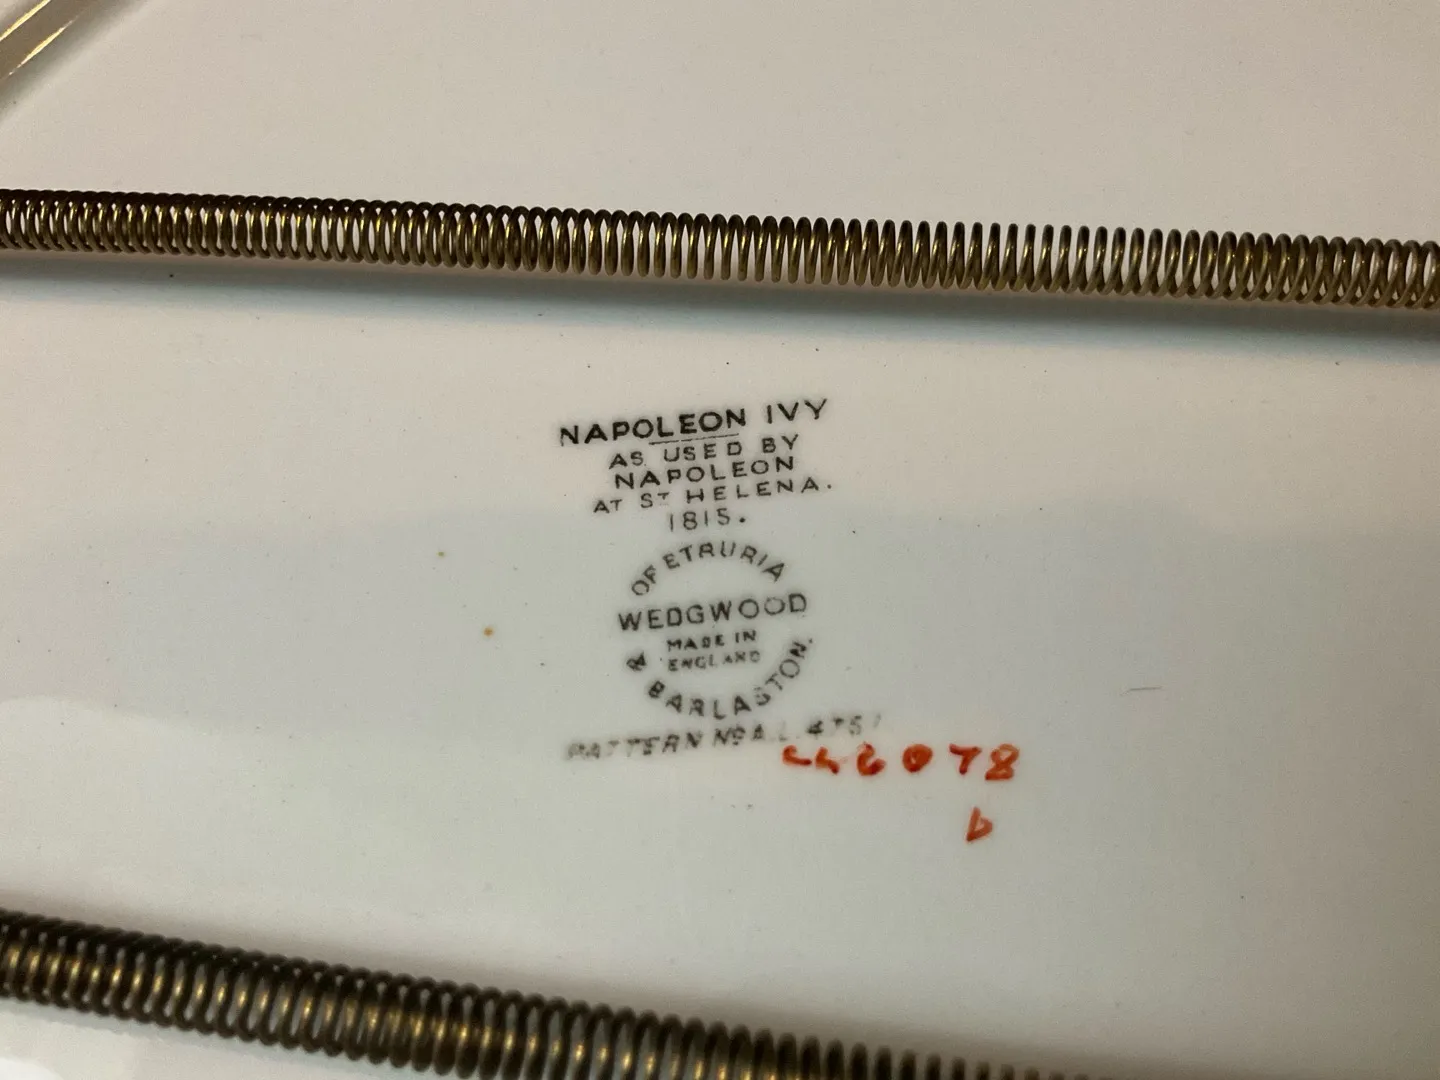 NAPOLEON IVY
AS USED BY
NAPOLEON
AT ST HELENA.
1815.
OF ETRURIA
WEDGWOOD
MADE IN
ENGLAND
& BARLASTON.
PATTERN No A.L. 4751
b